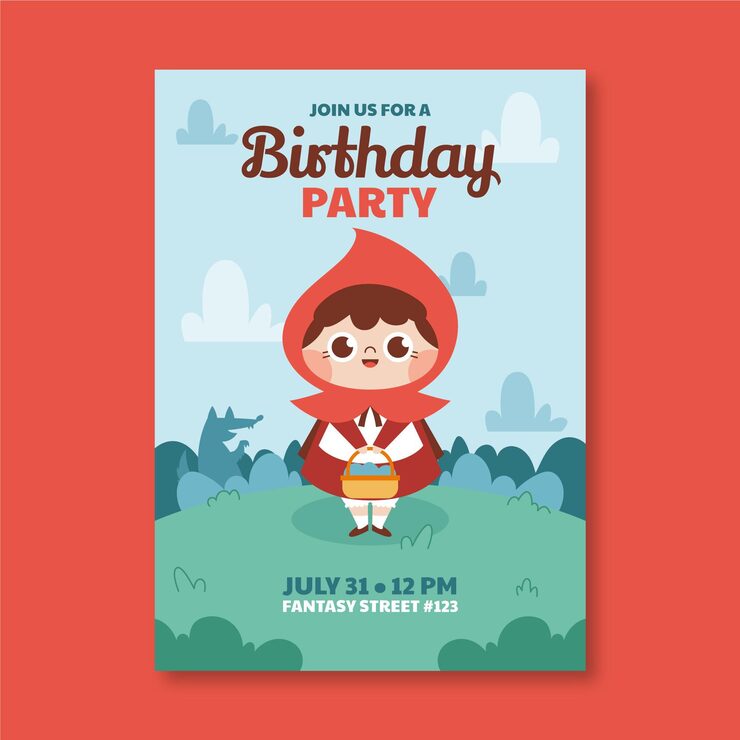 JOIN US FOR A
Birthday
PARTY
JULY 31 • 12 PM
FANTASY STREET #123